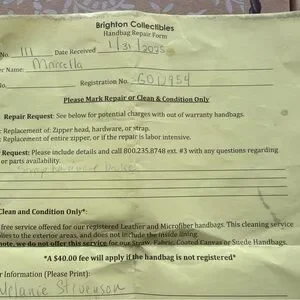 Brighton Collectibles
Handbag Repair Form
No. 111 Date Received 1/31/2025
er Name: Marcella
No. Registration No. GO17954
Please Mark Repair or Clean & Condition Only
Repair Request: See below for potential charges with out of warranty handbags.
: Replacement of: Zipper head, hardware, or strap.
: Replacement of entire zipper, or if the repair is labor intensive.
Request: Please include details and call 800.235.8748 ext. #3 with any questions regarding
or parts availability.
Clean and Condition Only*:
free service offered for our registered Leather and Microfiber handbags. This cleaning service
plies to the exterior areas, and does not include the inside lining.
note, we do not offer this service for our Straw, Fabric, Coated Canvas or Suede Handbags.
*A $40.00 fee will apply if the handbag is not registered*
r Information (Please Print):
Melanie Stevenson